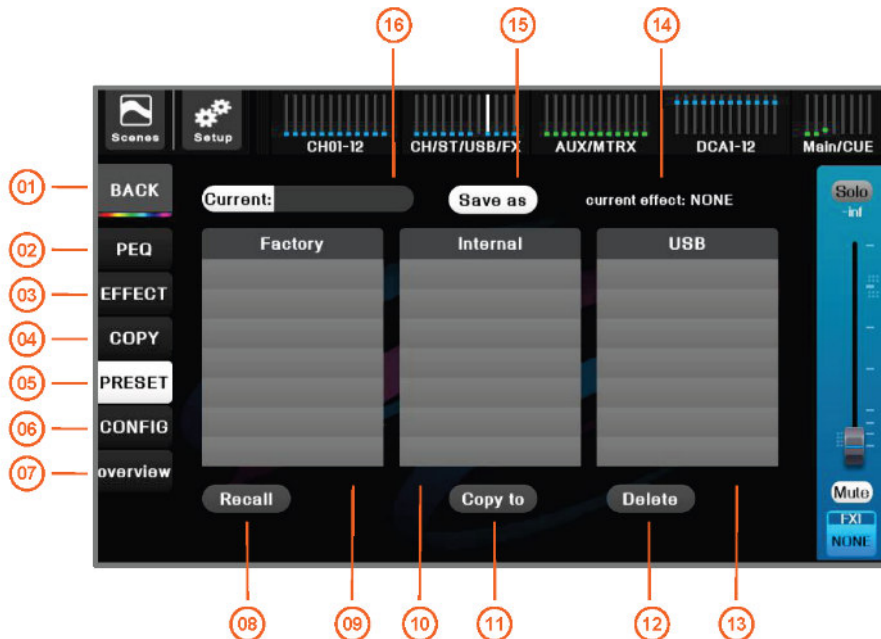 16 15 14
Scenes Setup CH01-12 CH/ST/USB/FX AUX/MTRX DCA1-12 Main/CUE
01 BACK Current: Save as current effect: NONE Solo
-inf
02 PEQ Factory Internal USB
03 EFFECT
04 COPY
05 PRESET
06 CONFIG
07 overview
Recall Copy to Delete Mute
FX1
NONE
08 09 10 11 12 13